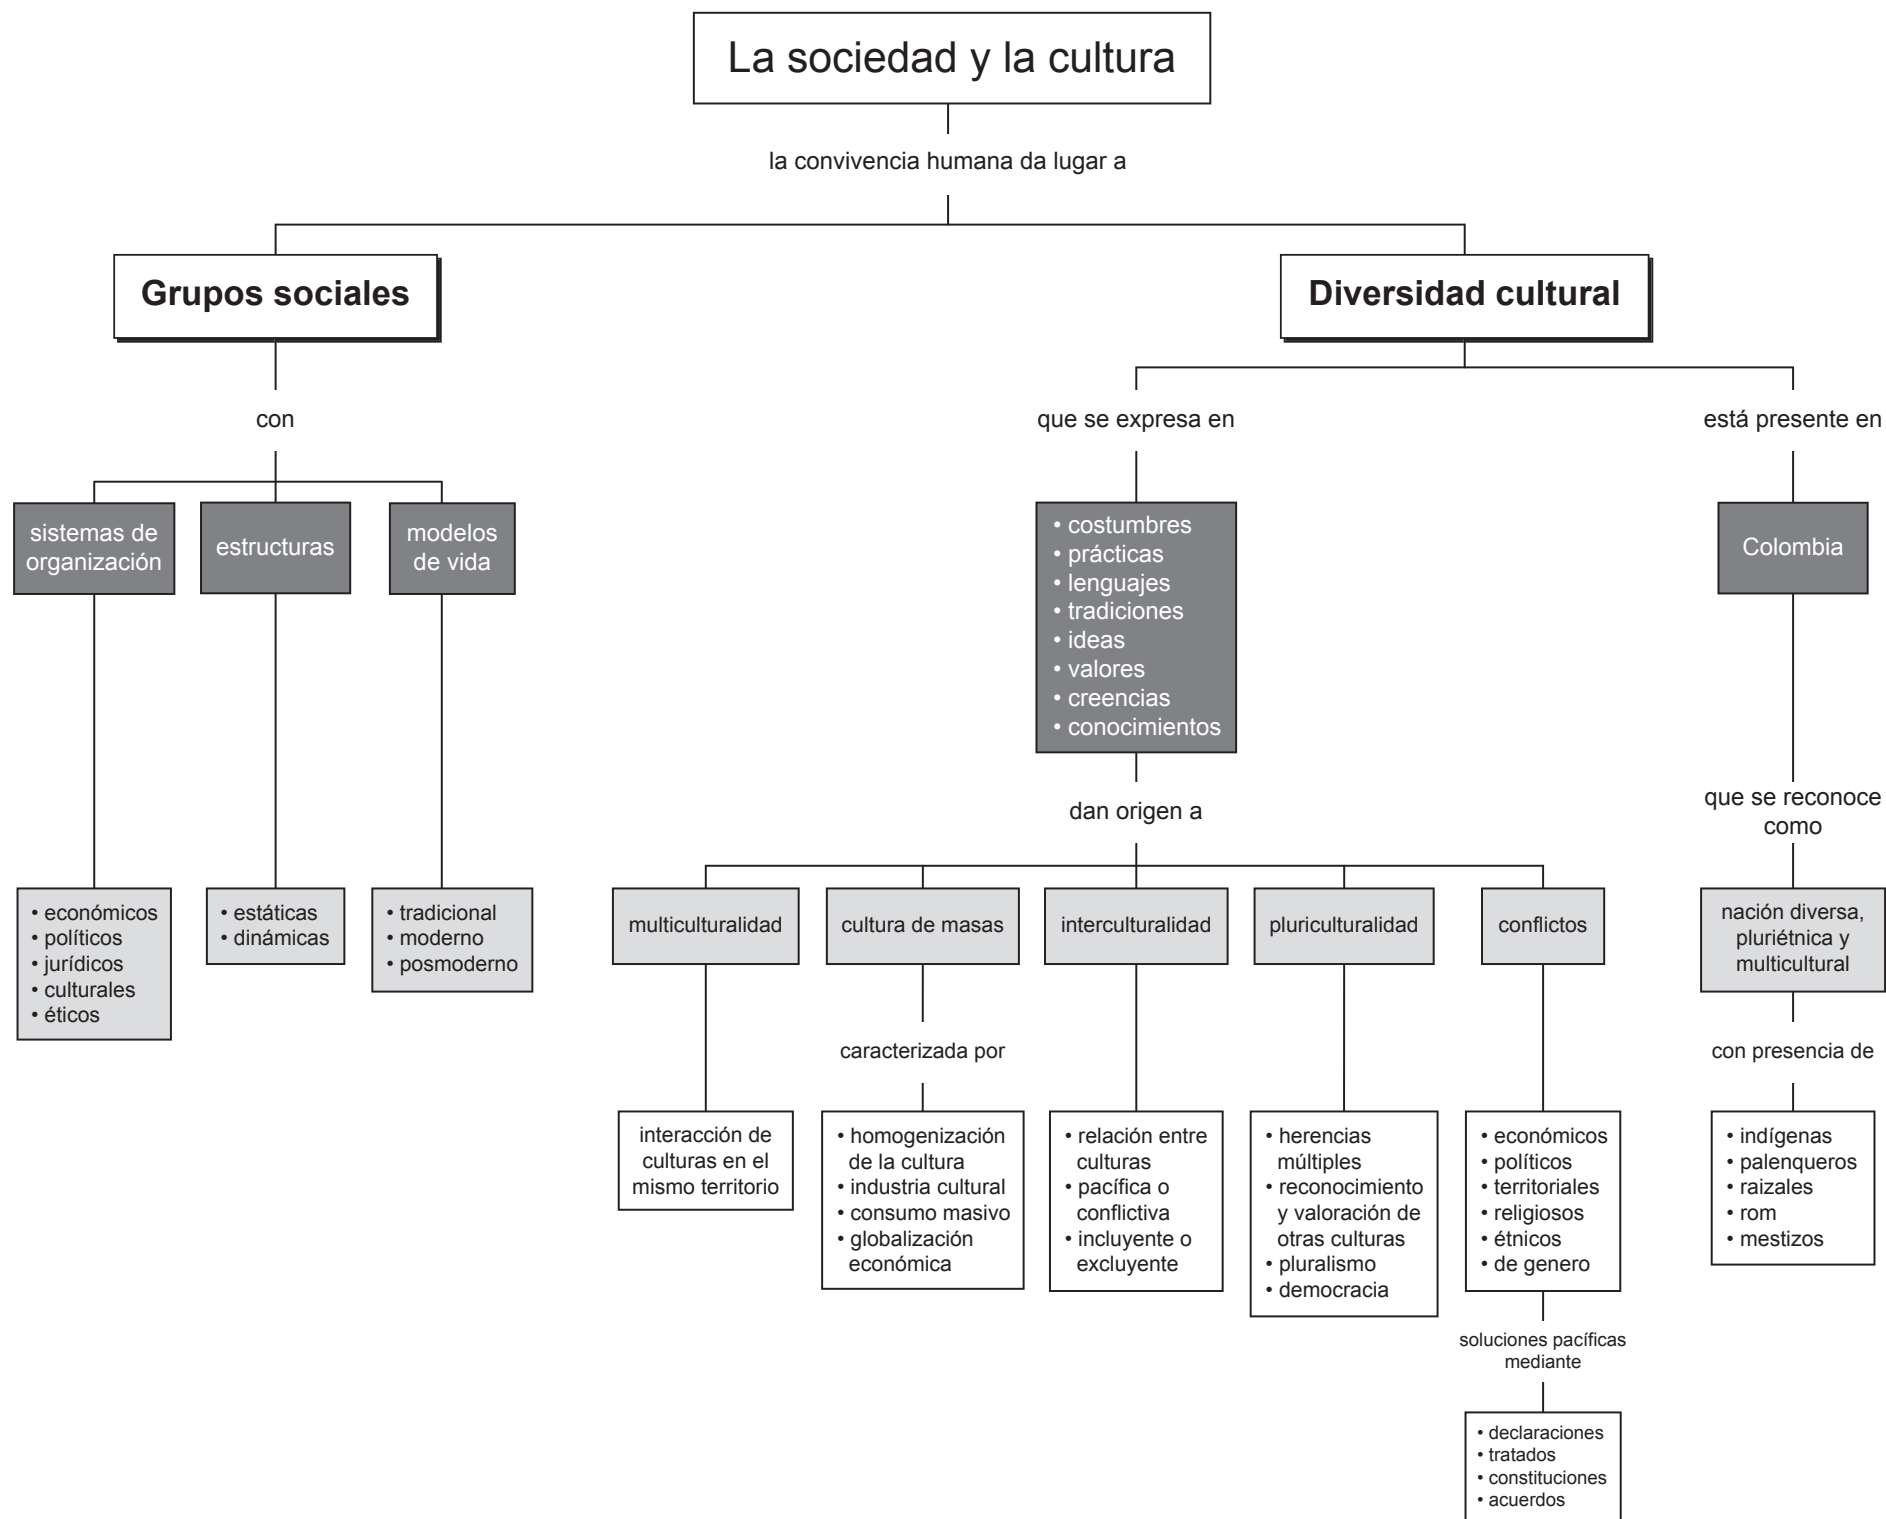 La sociedad y la cultura
la convivencia humana da lugar a
Grupos sociales
con
sistemas de
organización
• económicos
• políticos
• jurídicos
• culturales
• éticos
estructuras
• estáticas
• dinámicas
modelos
de vida
• tradicional
• moderno
• posmoderno
Diversidad cultural
que se expresa en
• costumbres
• prácticas
• lenguajes
• tradiciones
• ideas
• valores
• creencias
• conocimientos
dan origen a
multiculturalidad
interacción de
culturas en el
mismo territorio
cultura de masas
caracterizada por
• homogenización
de la cultura
• industria cultural
• consumo masivo
• globalización
económica
interculturalidad
• relación entre
culturas
• pacífica o
conflictiva
• incluyente o
excluyente
pluriculturalidad
• herencias
múltiples
• reconocimiento
y valoración de
otras culturas
• pluralismo
• democracia
conflictos
• económicos
• políticos
• territoriales
• religiosos
• étnicos
• de genero
soluciones pacíficas
mediante
• declaraciones
• tratados
• constituciones
• acuerdos
está presente en
Colombia
que se reconoce
como
nación diversa,
pluriétnica y
multicultural
con presencia de
• indígenas
• palenqueros
• raizales
• rom
• mestizos